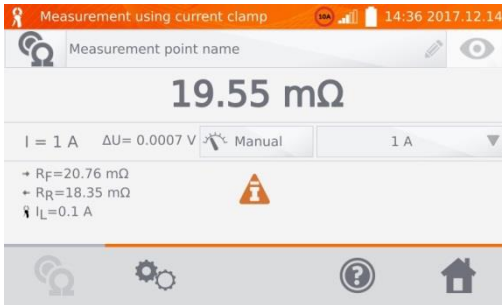 Measurement using current clamp 10A 14:36 2017.12.14
Measurement point name
19.55 mΩ
I = 1 A ΔU= 0.0007 V Manual 1 A
→ RF=20.76 mΩ
← RR=18.35 mΩ
IL=0.1 A
I
?